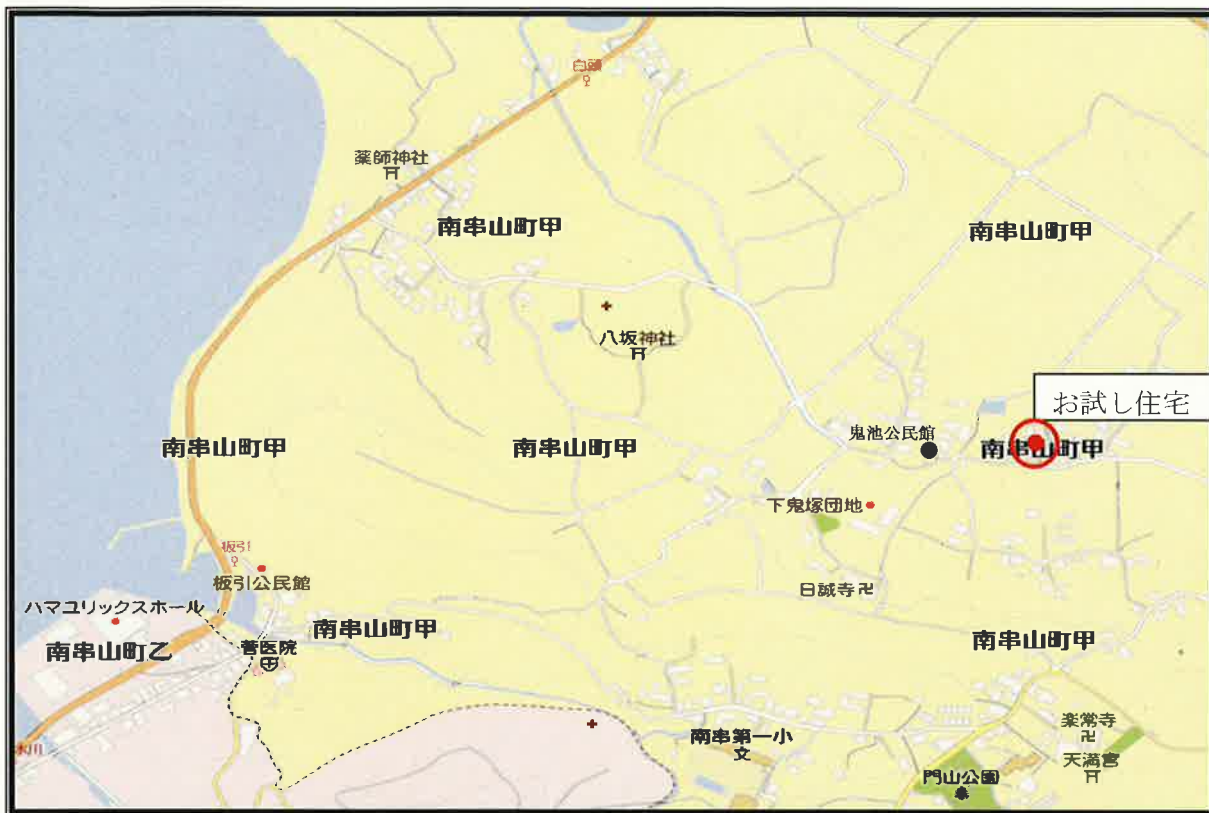 白頭
薬師神社
南串山町甲
南串山町甲
八坂神社
お試し住宅
鬼池公民館
南串山町甲
南串山町甲
南串山町甲
下鬼塚団地
板引
板引公民館
日誠寺
ハマユリックスホール
南串山町甲
南串山町甲
南串山町乙
菅医院
楽常寺
南串第一小
文
天満宮
門山公園